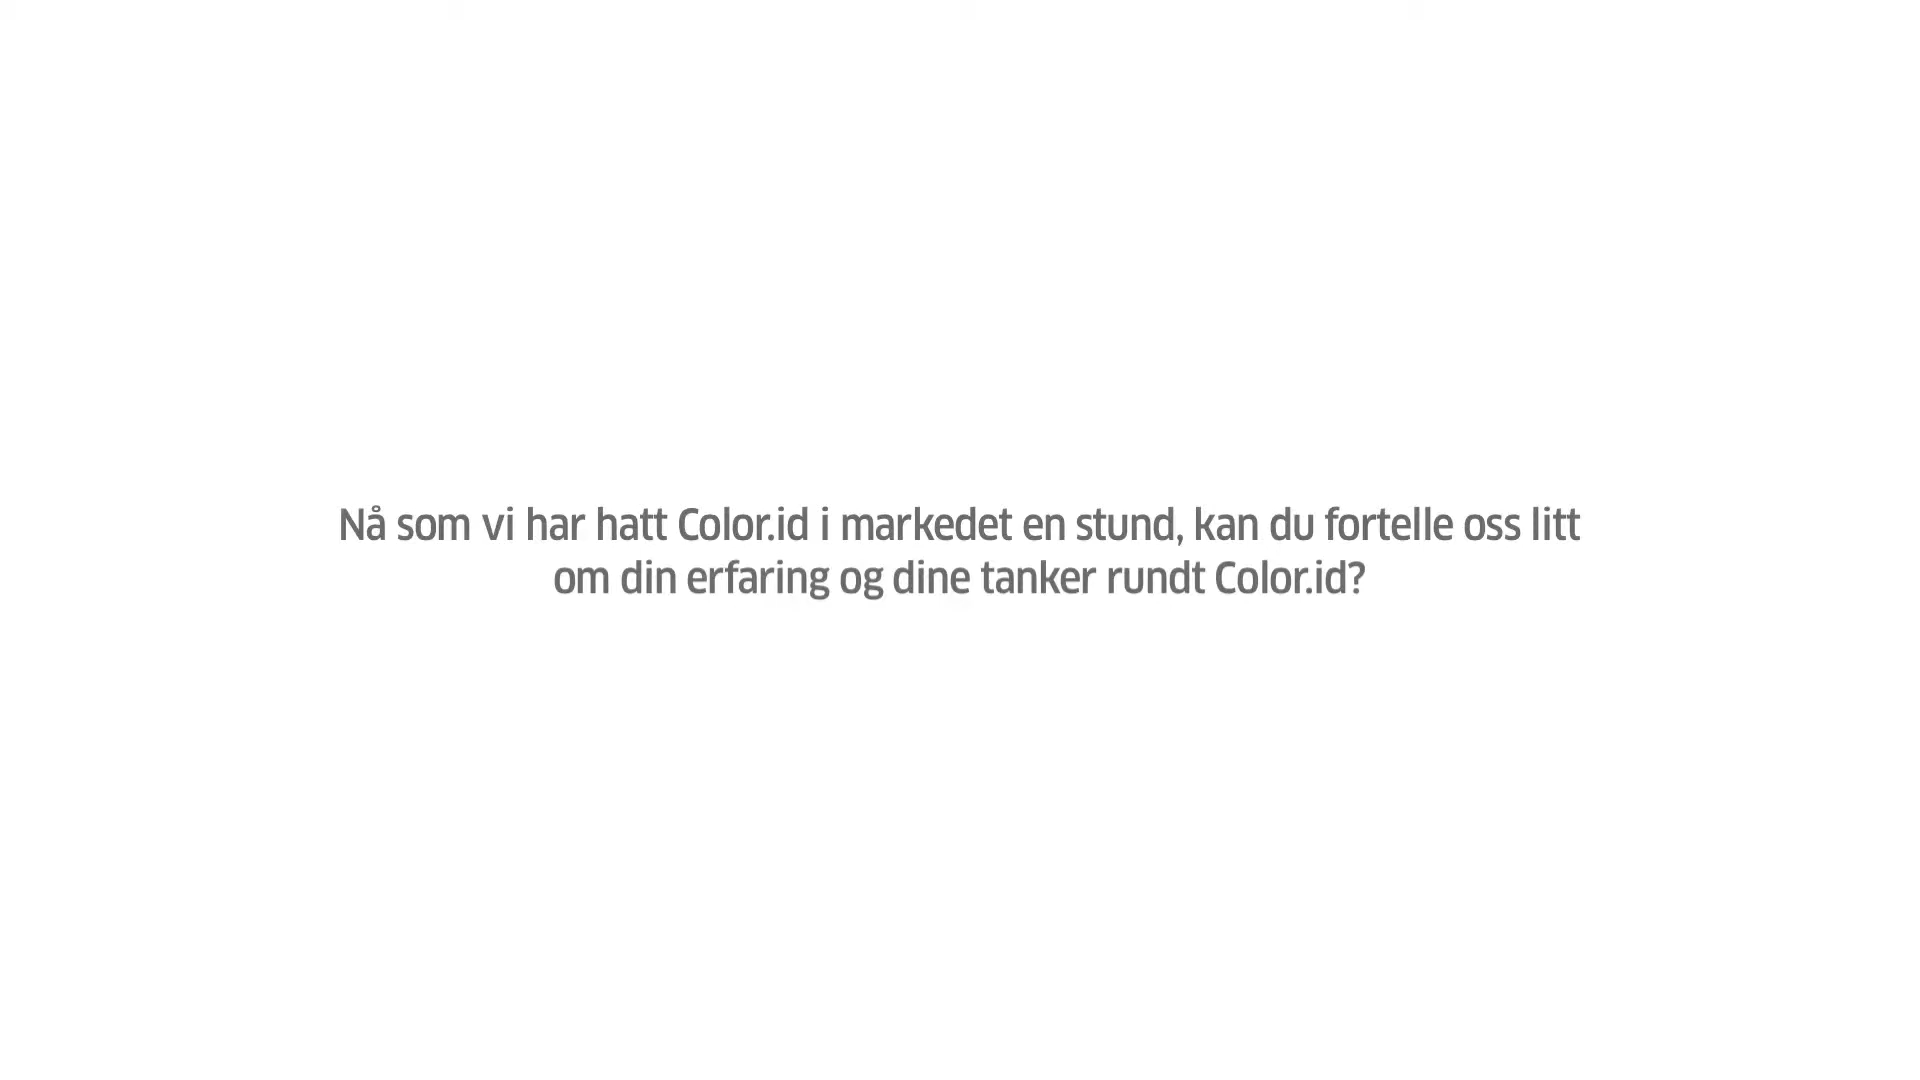 Nå som vi har hatt Color.id i markedet en stund, kan du fortelle oss litt
om din erfaring og dine tanker rundt Color.id?